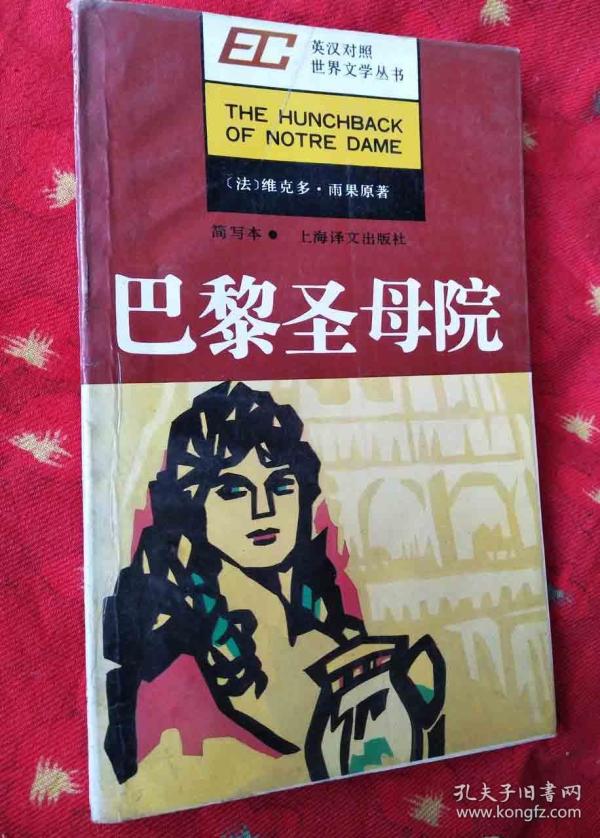 EC
英汉对照
世界文学丛书
THE HUNCHBACK
OF NOTRE DAME
〔法〕维克多·雨果原著
简写本● 上海译文出版社
巴黎圣母院
孔夫子旧书网
www.kongfz.com